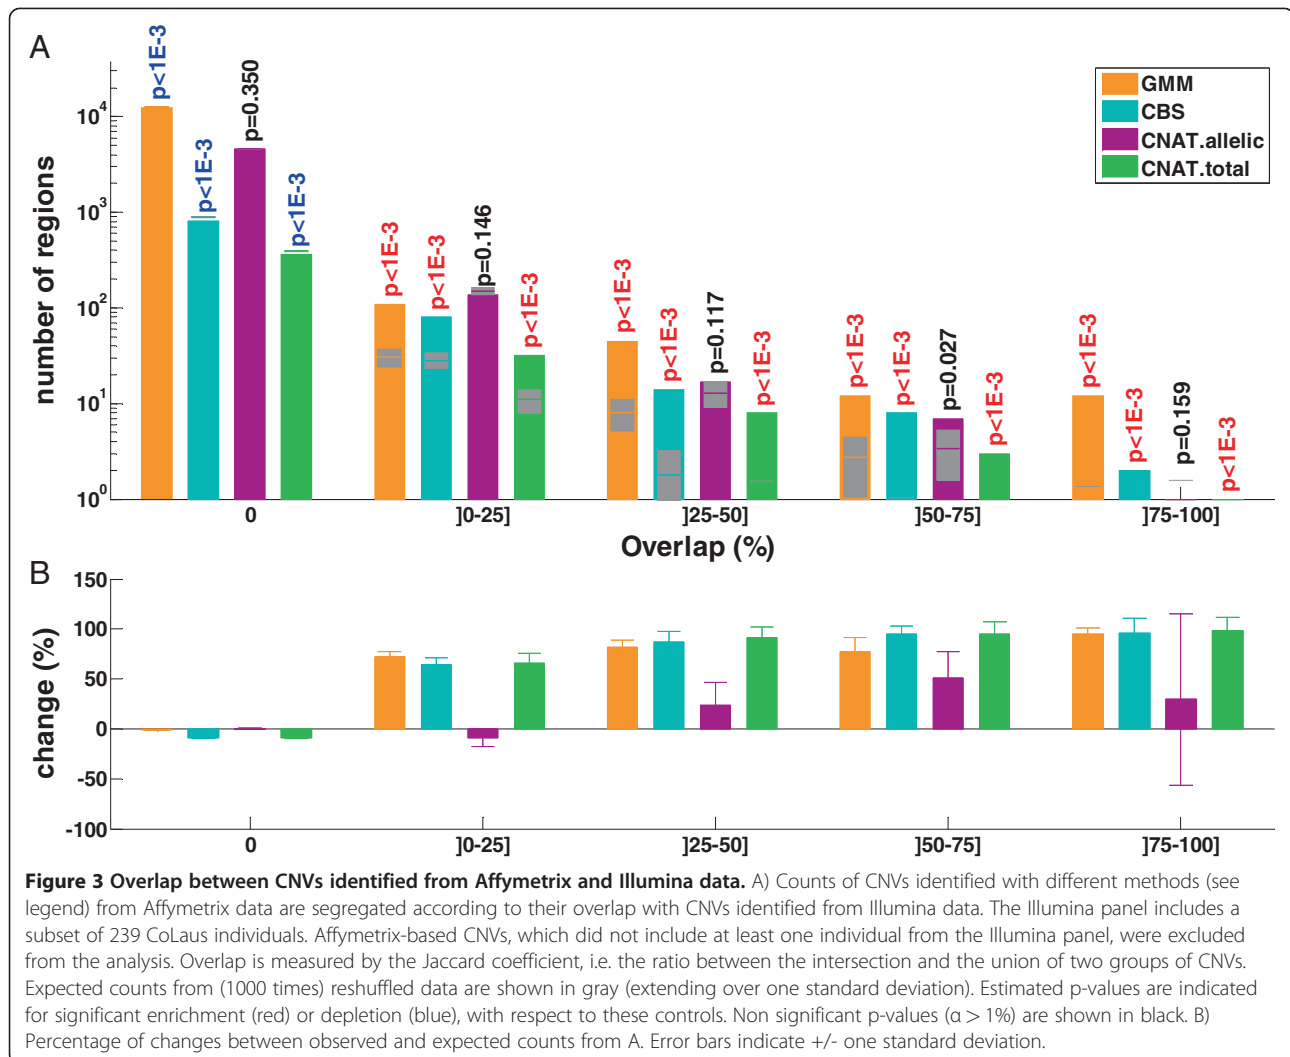 A
p<1E-3
p<1E-3
p=0.350
p<1E-3
p<1E-3
p<1E-3
p=0.146
p<1E-3
p<1E-3
p<1E-3
p=0.117
p<1E-3
p<1E-3
p<1E-3
p=0.027
p<1E-3
p<1E-3
p<1E-3
p=0.159
p<1E-3
GMM
CBS
CNAT.allelic
CNAT.total
number of regions
10^4
10^3
10^2
10^1
10^0
0 ]0-25] ]25-50] ]50-75] ]75-100]
Overlap (%)
B
change (%)
150
100
50
0
-50
-100
0 ]0-25] ]25-50] ]50-75] ]75-100]
Figure 3 Overlap between CNVs identified from Affymetrix and Illumina data. A) Counts of CNVs identified with different methods (see
legend) from Affymetrix data are segregated according to their overlap with CNVs identified from Illumina data. The Illumina panel includes a
subset of 239 CoLaus individuals. Affymetrix-based CNVs, which did not include at least one individual from the Illumina panel, were excluded
from the analysis. Overlap is measured by the Jaccard coefficient, i.e. the ratio between the intersection and the union of two groups of CNVs.
Expected counts from (1000 times) reshuffled data are shown in gray (extending over one standard deviation). Estimated p-values are indicated
for significant enrichment (red) or depletion (blue), with respect to these controls. Non significant p-values (α > 1%) are shown in black. B)
Percentage of changes between observed and expected counts from A. Error bars indicate +/- one standard deviation.